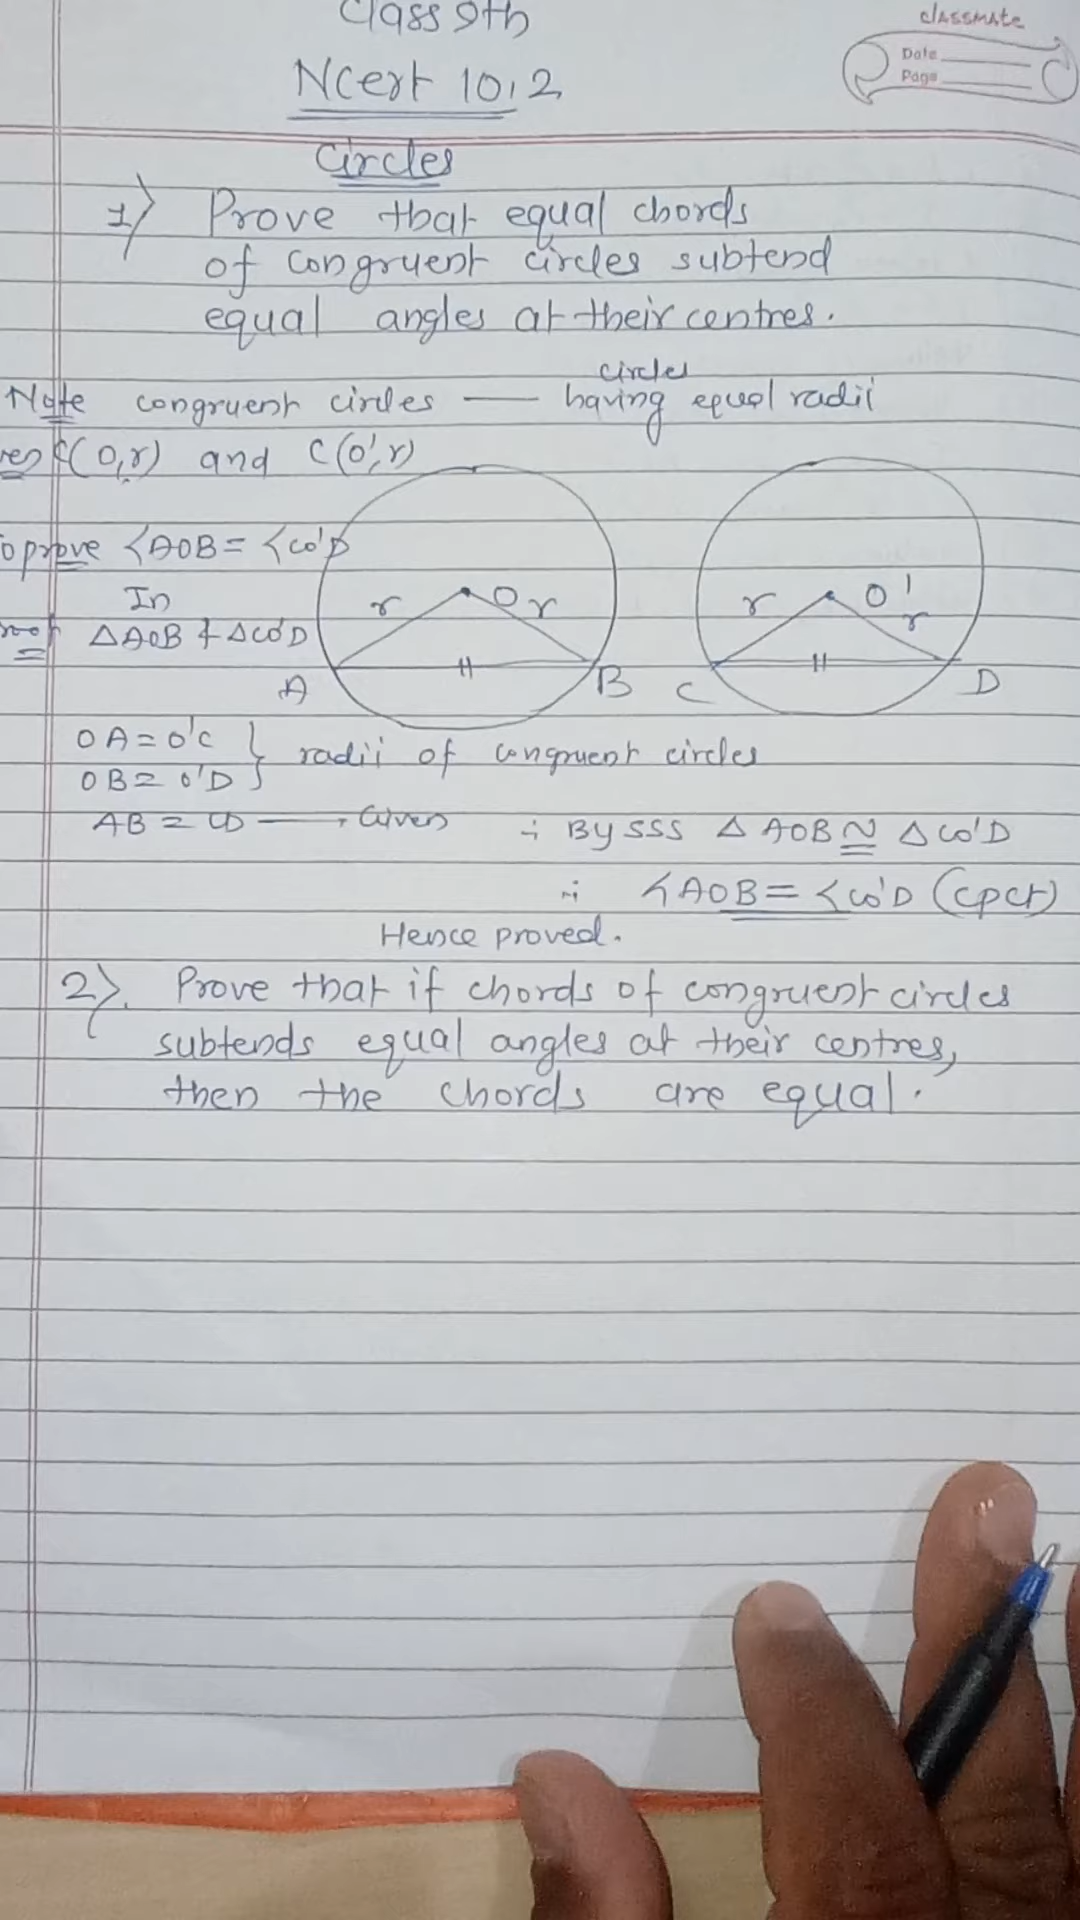 Class 9th
classmate
Date
Page
Ncert 10.2
Circles
1) Prove that equal chords
of congruent circles subtend
equal angles at their centres.
circles
Note congruent circles — having equal radii
C(O,r) and C(O',r)
prove <AOB = <CO'D
In
△AOB & △CO'D
r O r
r O' r
A B C D
OA = O'C } radii of congruent circles
OB = O'D
AB = CD — Given ∴ By SSS △AOB ≅ △CO'D
∴ <AOB = <CO'D (cpct)
Hence proved.
2) Prove that if chords of congruent circles
subtends equal angles at their centres,
then the chords are equal.